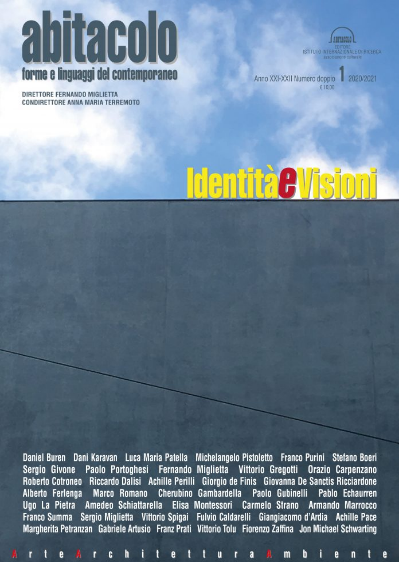 abitacolo
forme e linguaggi del contemporaneo
DIRETTORE FERNANDO MIGLIETTA
CONDIRETTORE ANNA MARIA TERREMOTO
Anno XXI-XXII Numero doppio 1 2020/2021
IdentitàeVisioni
Daniel Buren Dani Karavan Luca Maria Patella Michelangelo Pistoletto Franco Purini Stefano Boeri
Sergio Givone Paolo Portoghesi Fernando Miglietta Vittorio Gregotti Orazio Carpenzano
Roberto Cotroneo Riccardo Dalisi Achille Perilli Giorgio de Finis Giovanna De Sanctis Ricciardone
Alberto Ferlenga Marco Romano Cherubino Gambardella Paolo Gubinelli Pablo Echaurren
Ugo La Pietra Amedeo Schiattarella Elisa Montessori Carmelo Strano Armando Marrocco
Franco Summa Sergio Miglietta Vittorio Spigai Fulvio Caldarelli Giangiacomo d'Ardia Achille Pace
Margherita Petranzan Gabriele Artusio Franz Prati Vittorio Tolu Fiorenzo Zaffina Jon Michael Schwarting
Arte Architettura Ambiente